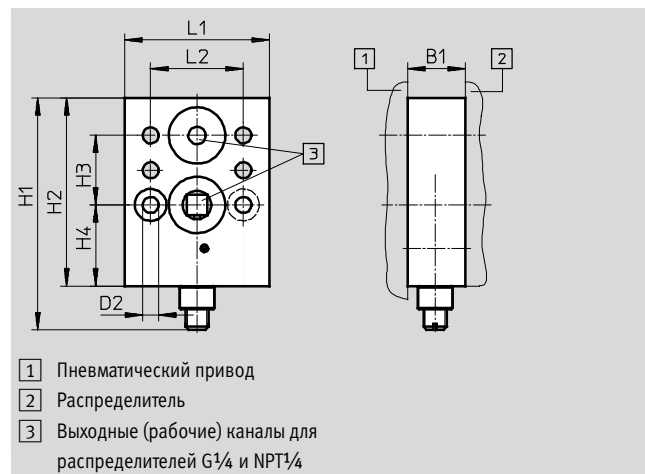 L1
L2
B1
1
2
3
H1
H2
H3
H4
D2
1 Пневматический привод
2 Распределитель
3 Выходные (рабочие) каналы для
распределителей G¼ и NPT¼